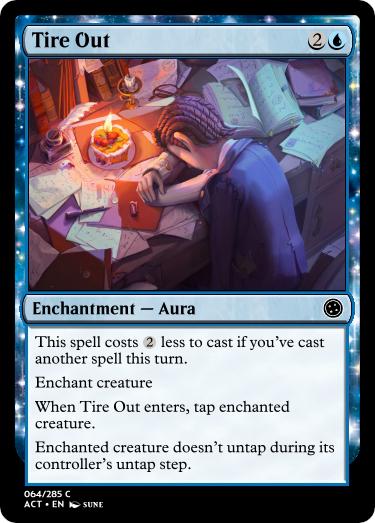 Tire Out 2
Enchantment — Aura
This spell costs 2 less to cast if you've cast
another spell this turn.
Enchant creature
When Tire Out enters, tap enchanted
creature.
Enchanted creature doesn't untap during its
controller's untap step.
064/285 C
ACT • EN SUNE